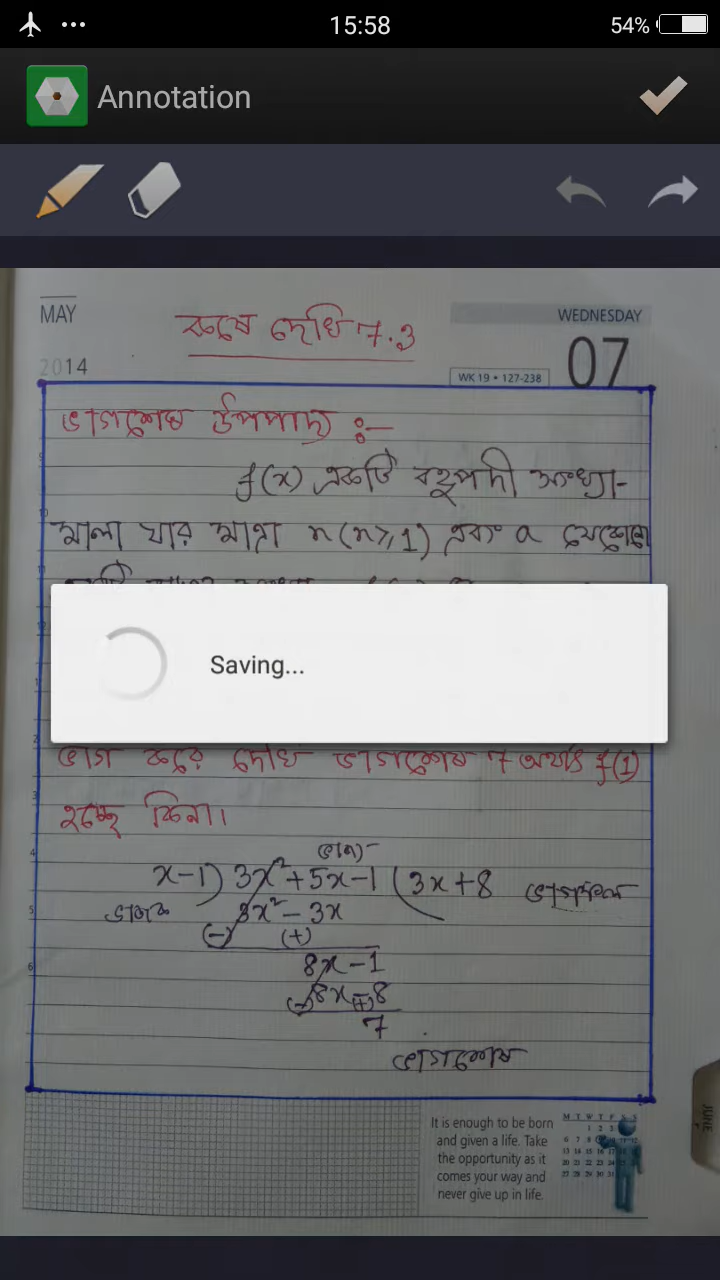 15:58
54%
Annotation
MAY
2014
WEDNESDAY
07
WK 19 • 127-238
কষে দেখি 7.3
ভাগশেষ উপপাদ্য :-
f(x) একটি বহুপদী সংখ্যা-
মালা যার মাত্রা n(n≥1) এবং a যেকোনো
Saving...
ভাগ করে দেখি ভাগশেষ 7 অর্থাৎ f(1)
হচ্ছে কিনা।
ভাজ্য
x-1) 3x²+5x-1 (3x+8 ভাগফল
ভাজক 3x²-3x
(-) (+)
8x-1
8x-8
(-) (+)
7
ভাগশেষ
It is enough to be born
and given a life. Take
the opportunity as it
comes your way and
never give up in life.
M T W T F S S
JUNE